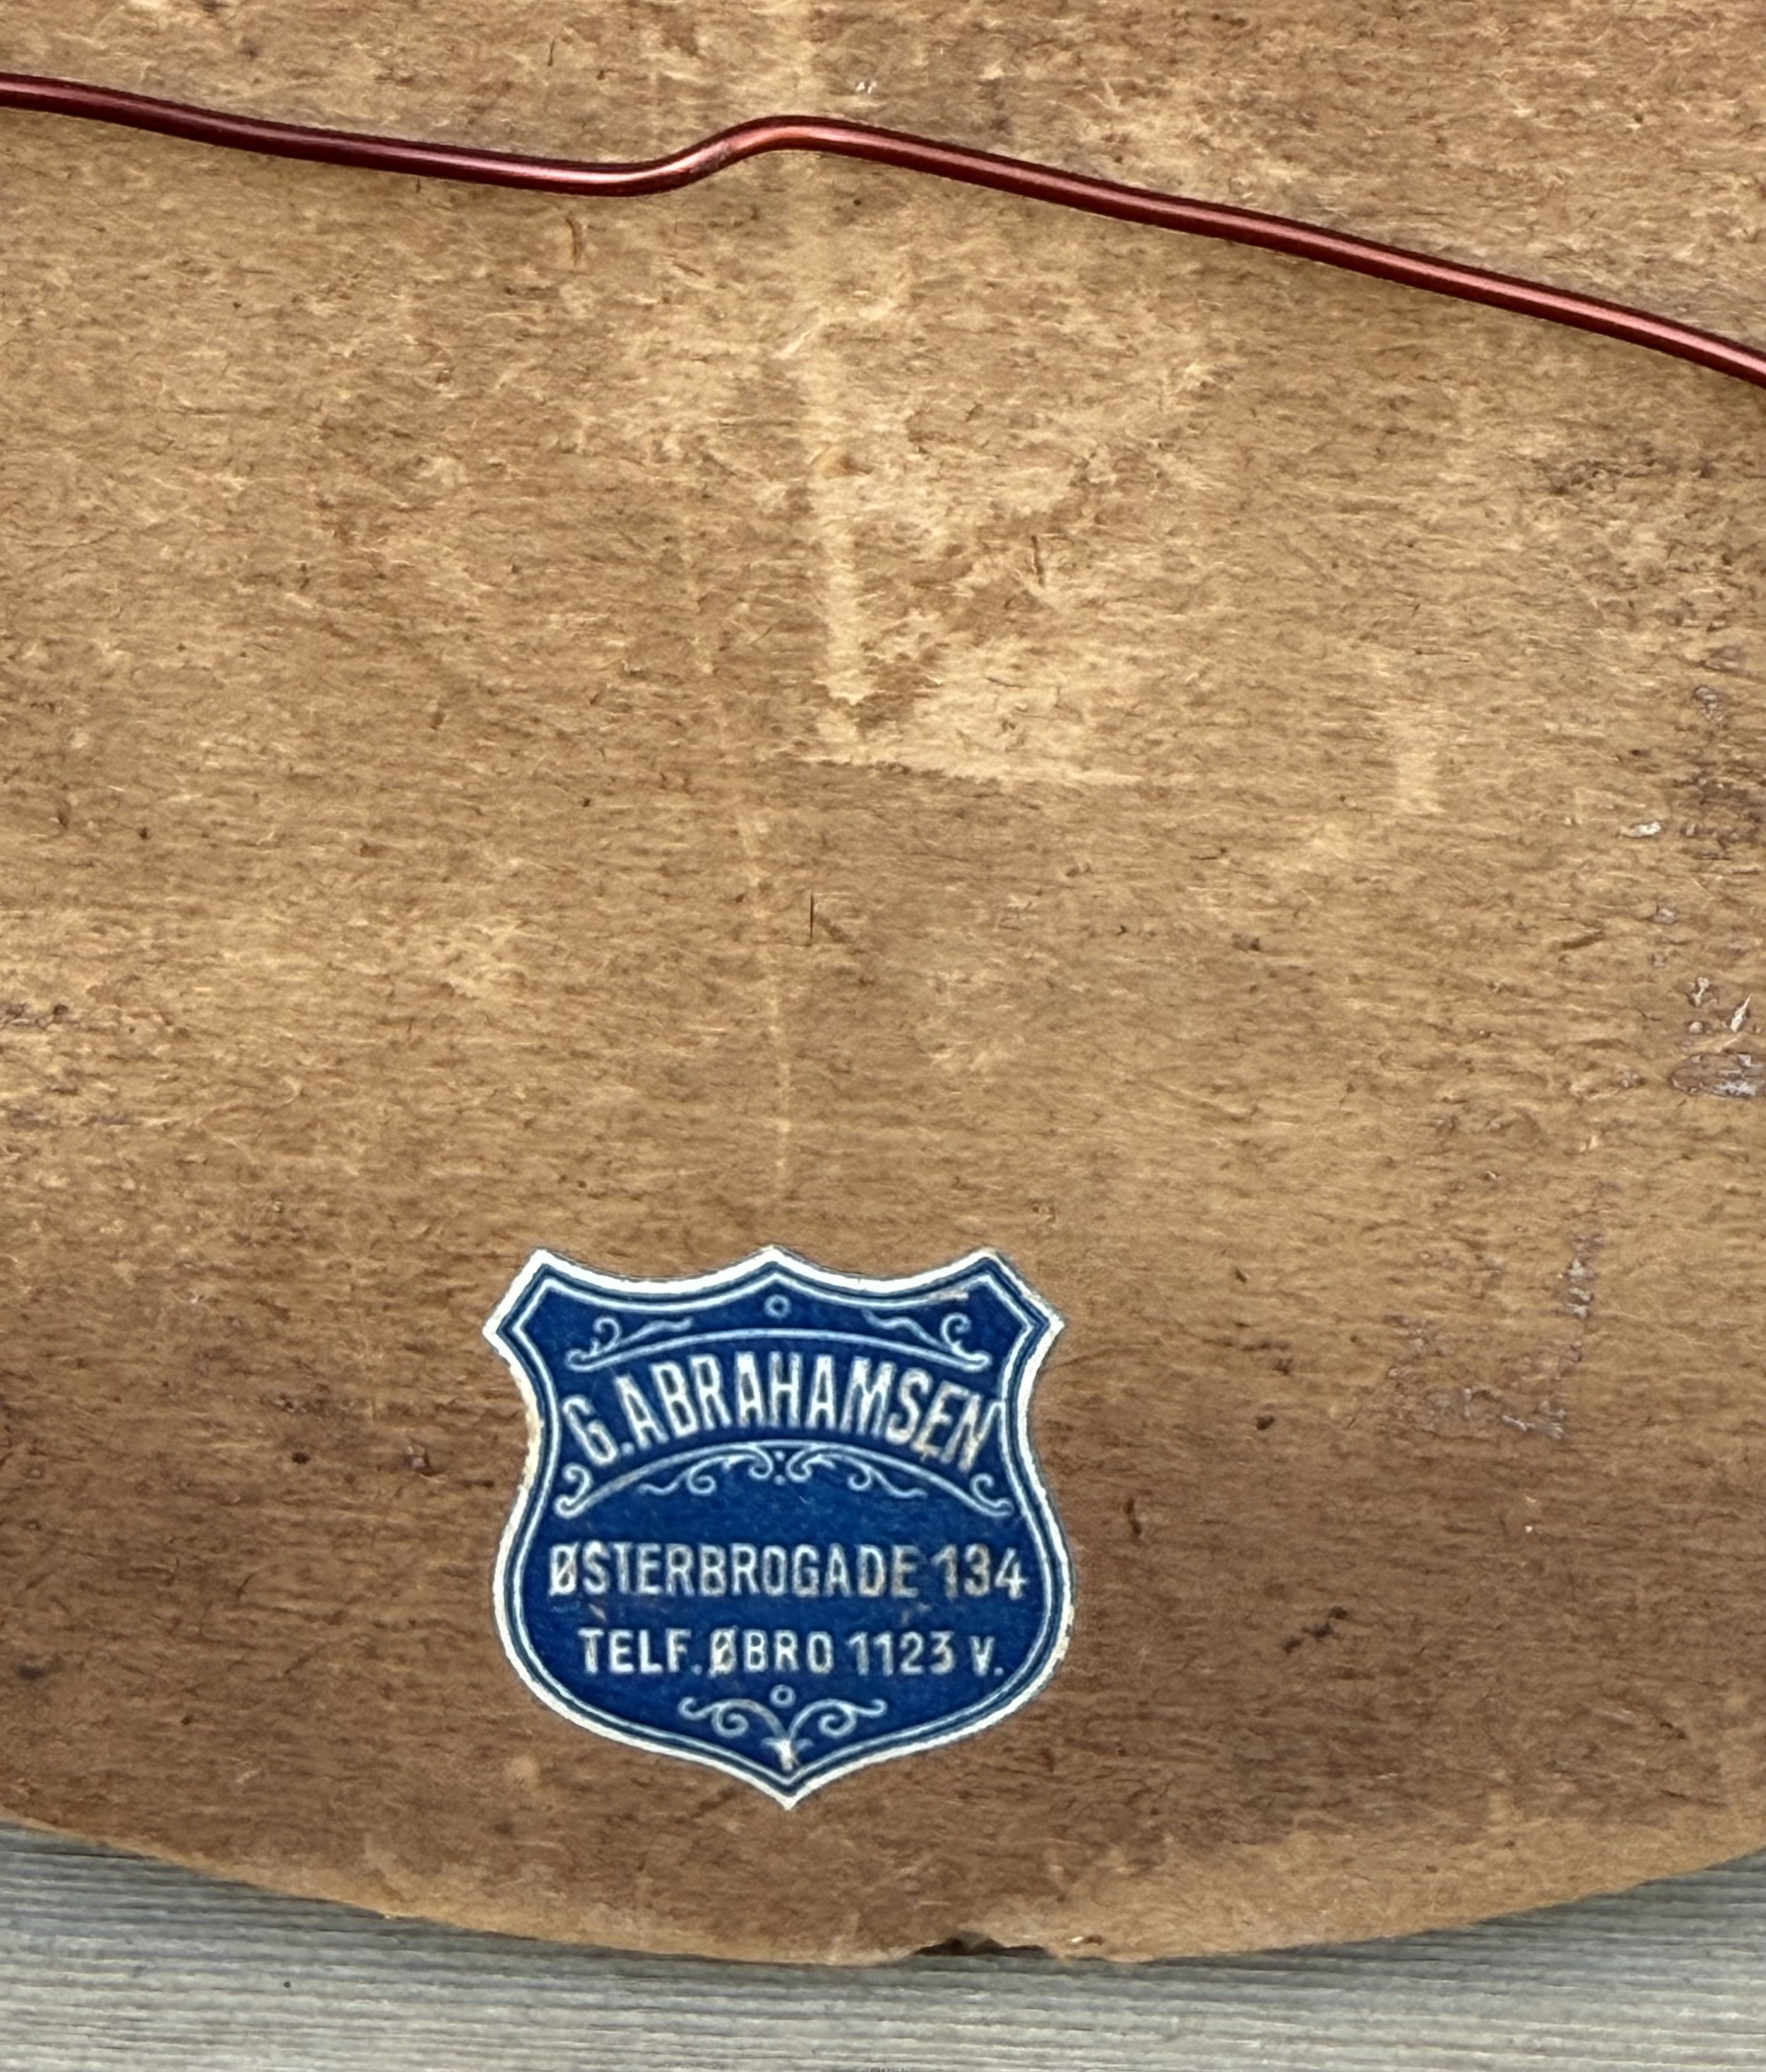 G. ABRAHAMSEN
ØSTERBROGADE 134
TELF. ØBRO 1123 V.